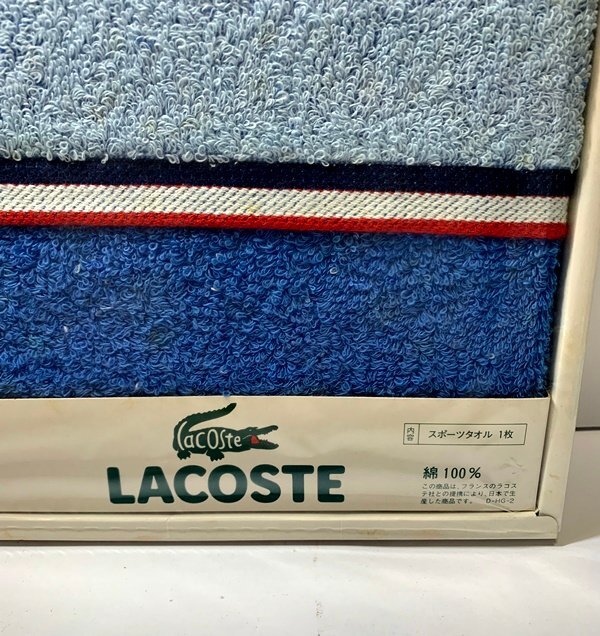 Lacoste
LACOSTE
内容 スポーツタオル 1枚
綿 100%
この商品は、フランスのラコス
テ社との提携により、日本で生
産した商品です。 D-HG-2